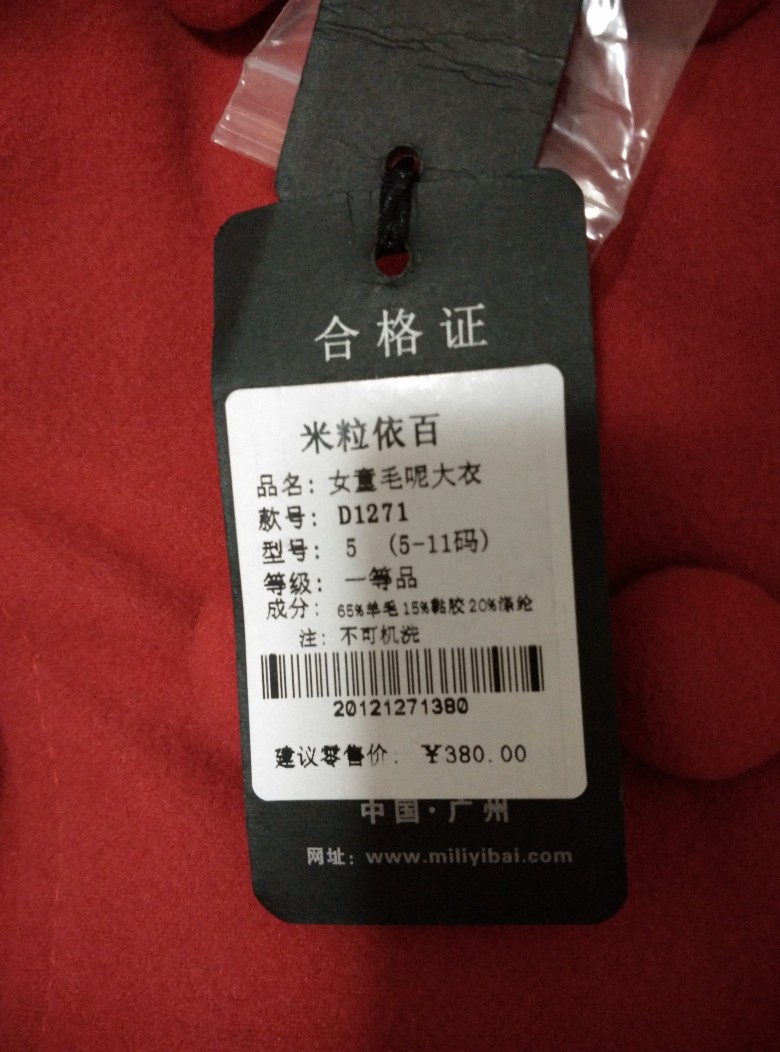 合格证
米粒依百
品名: 女童毛呢大衣
款号: D1271
型号: 5 (5-11码)
等级: 一等品
成分: 65%羊毛 15%黏胶 20%涤纶
注: 不可机洗
20121271380
建议零售价: ¥380.00
中国·广州
网址: www.miliyibai.com